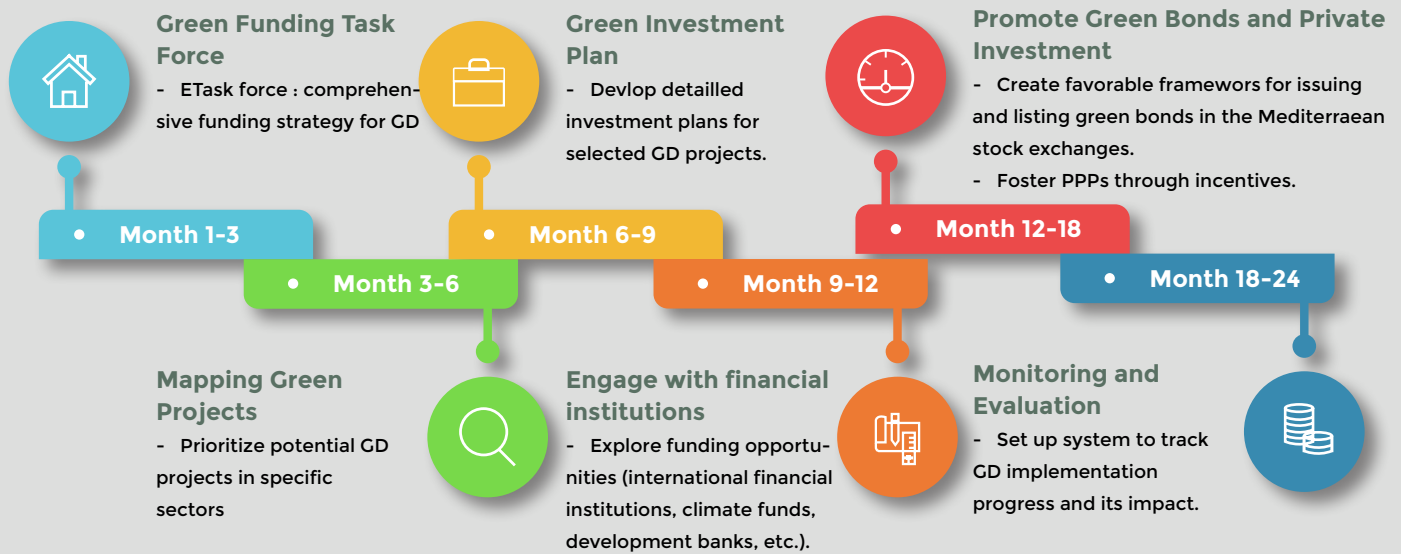 Green Funding Task
Force
- ETask force : comprehen-
sive funding strategy for GD
Green Investment
Plan
- Devlop detailled
investment plans for
selected GD projects.
Promote Green Bonds and Private
Investment
- Create favorable framewors for issuing
and listing green bonds in the Mediterraean
stock exchanges.
- Foster PPPs through incentives.
• Month 1-3
• Month 6-9
• Month 12-18
• Month 3-6
• Month 9-12
• Month 18-24
Mapping Green
Projects
- Prioritize potential GD
projects in specific
sectors
Engage with financial
institutions
- Explore funding opportu-
nities (international financial
institutions, climate funds,
development banks, etc.).
Monitoring and
Evaluation
- Set up system to track
GD implementation
progress and its impact.